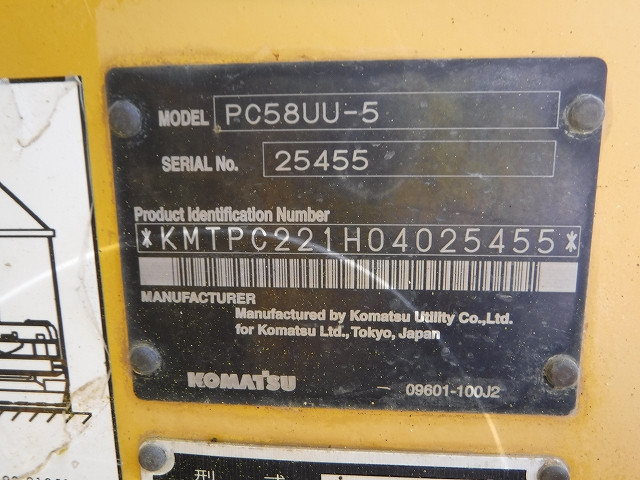 MODEL PC58UU-5
SERIAL No. 25455
Product Identification Number
*KMTPC221H04025455*
MANUFACTURER
Manufactured by Komatsu Utility Co.,Ltd.
for Komatsu Ltd., Tokyo, Japan
KOMATSU 09601-100J2
型 式